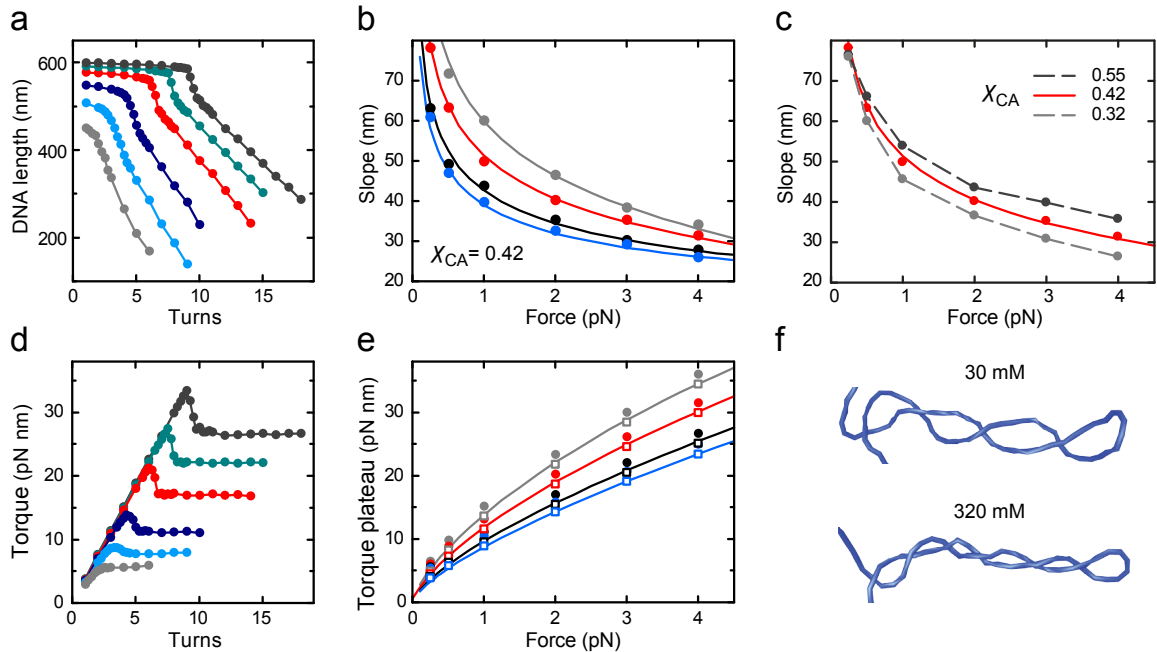 a
DNA length (nm)
600
400
200
0 5 10 15
Turns
b
Slope (nm)
70
60
50
40
30
20
χCA = 0.42
0 1 2 3 4
Force (pN)
c
Slope (nm)
70
60
50
40
30
20
χCA
0.55
0.42
0.32
0 1 2 3 4
Force (pN)
d
Torque (pN nm)
30
20
10
0
0 5 10 15
Turns
e
Torque plateau (pN nm)
30
20
10
0
0 1 2 3 4
Force (pN)
f
30 mM
320 mM